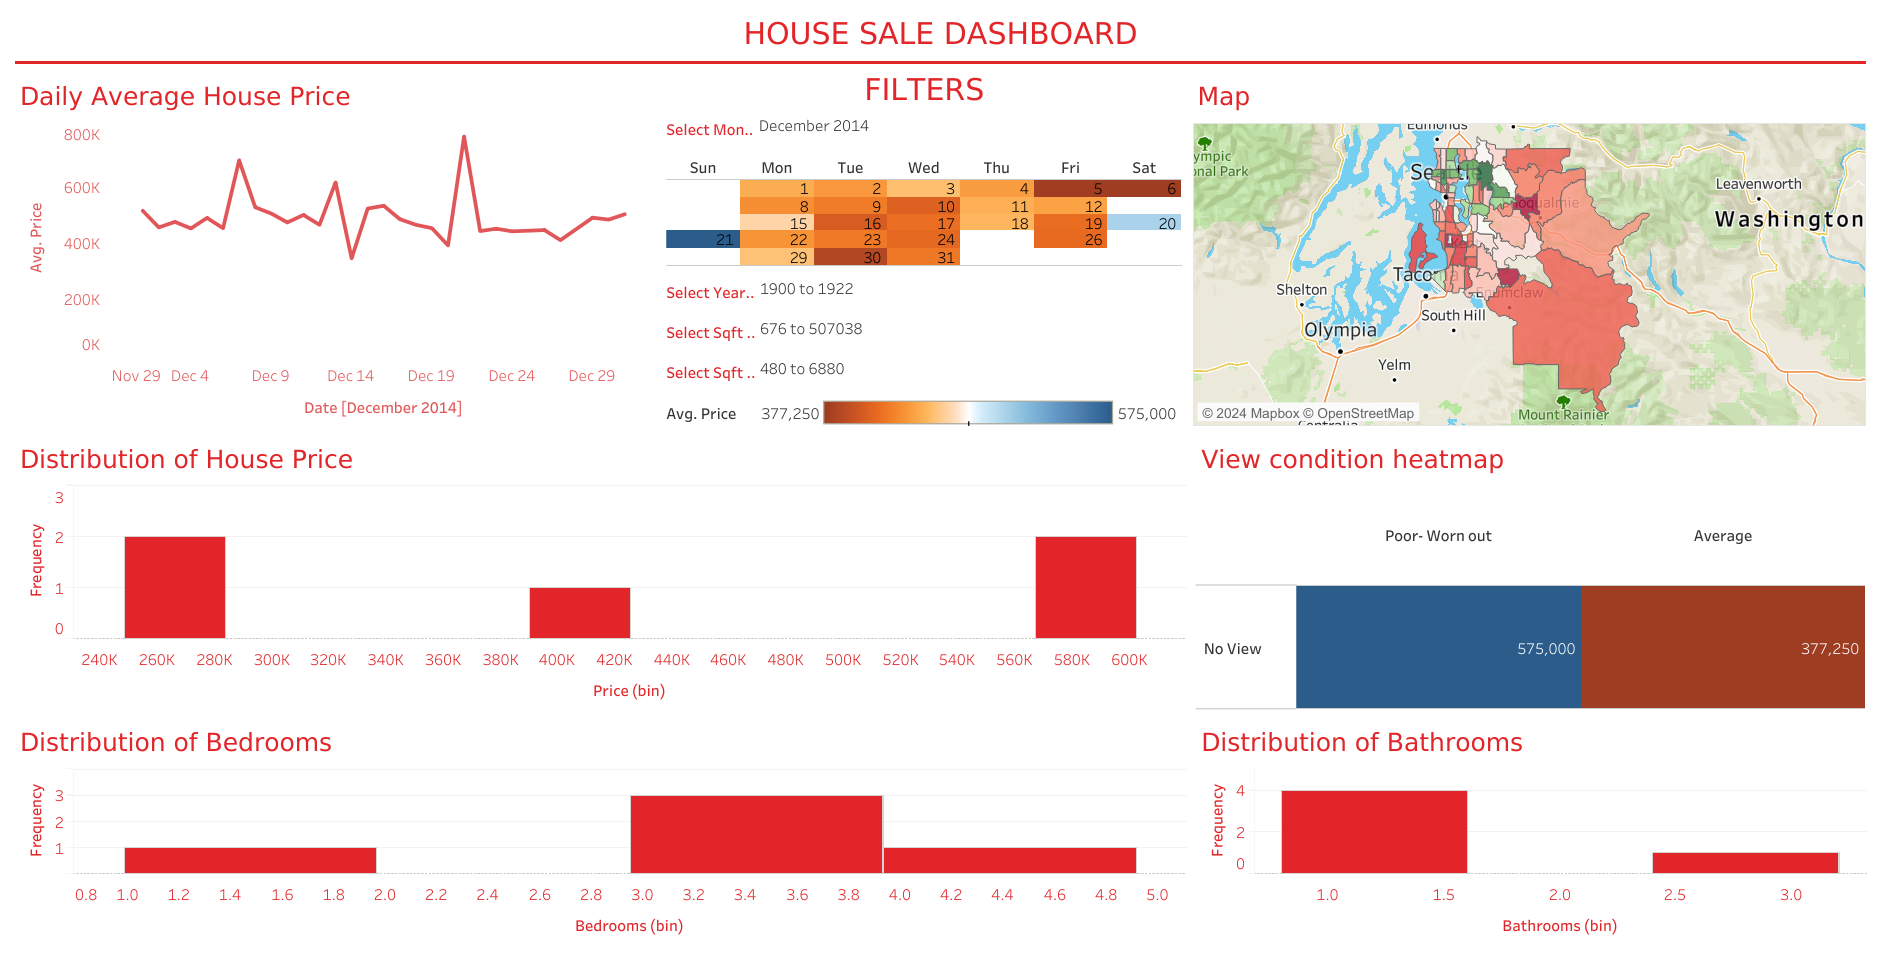 HOUSE SALE DASHBOARD
Daily Average House Price
800K
600K
400K
200K
0K
Avg. Price
Nov 29 Dec 4 Dec 9 Dec 14 Dec 19 Dec 24 Dec 29
Date [December 2014]
FILTERS
Select Mon.. December 2014
Sun Mon Tue Wed Thu Fri Sat
1 2 3 4 5 6
8 9 10 11 12
15 16 17 18 19 20
21 22 23 24 26
29 30 31
Select Year.. 1900 to 1922
Select Sqft .. 676 to 507038
Select Sqft .. 480 to 6880
Avg. Price 377,250 575,000
Map
Edmonds
ympic
nal Park
Seattle
Leavenworth
oqualmie
Washington
Tacoma
Shelton
Enumclaw
South Hill
Olympia
Yelm
Mount Rainier
© 2024 Mapbox © OpenStreetMap
Centralia
Distribution of House Price
3
2
1
0
Frequency
240K 260K 280K 300K 320K 340K 360K 380K 400K 420K 440K 460K 480K 500K 520K 540K 560K 580K 600K
Price (bin)
View condition heatmap
Poor- Worn out Average
No View 575,000 377,250
Distribution of Bedrooms
3
2
1
Frequency
0.8 1.0 1.2 1.4 1.6 1.8 2.0 2.2 2.4 2.6 2.8 3.0 3.2 3.4 3.6 3.8 4.0 4.2 4.4 4.6 4.8 5.0
Bedrooms (bin)
Distribution of Bathrooms
4
2
0
Frequency
1.0 1.5 2.0 2.5 3.0
Bathrooms (bin)